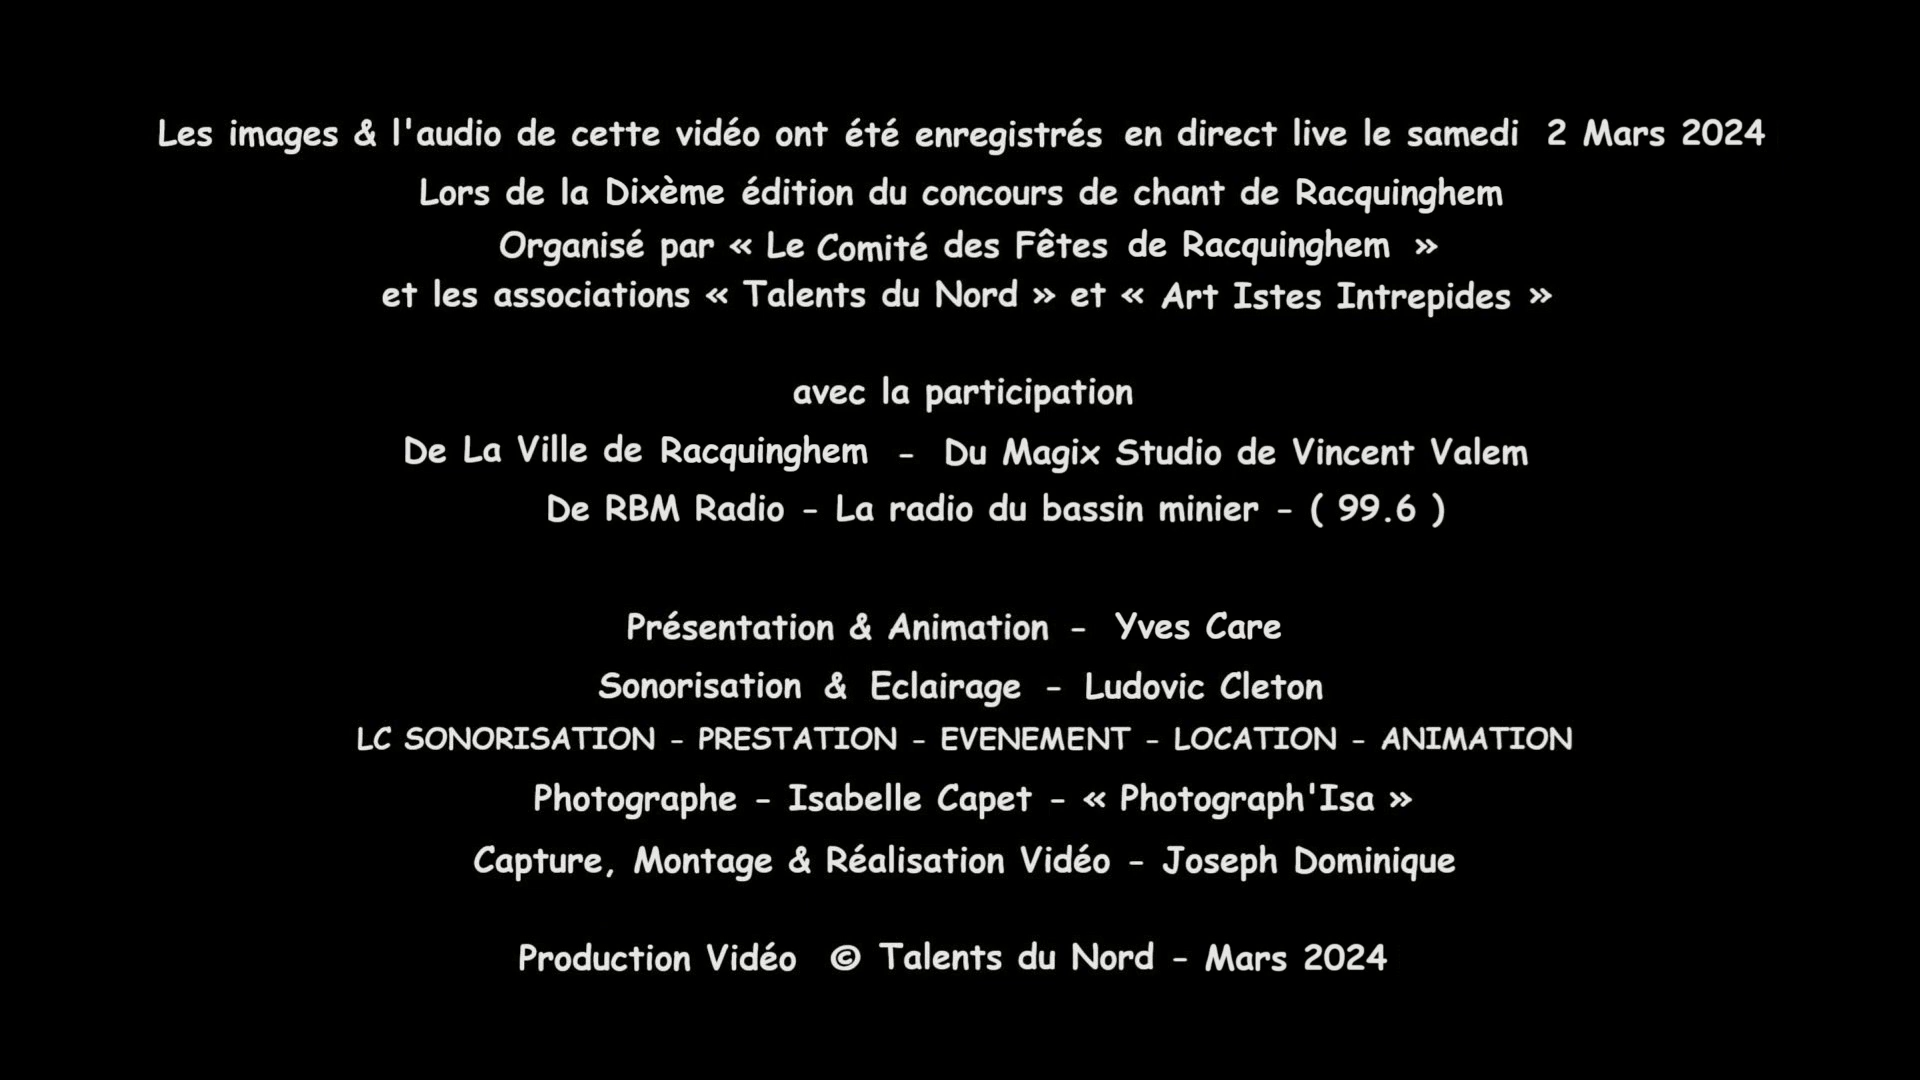 Les images & l'audio de cette vidéo ont été enregistrés en direct live le samedi 2 Mars 2024
Lors de la Dixème édition du concours de chant de Racquinghem
Organisé par « Le Comité des Fêtes de Racquinghem »
et les associations « Talents du Nord » et « Art Istes Intrepides »
avec la participation
De La Ville de Racquinghem - Du Magix Studio de Vincent Valem
De RBM Radio - La radio du bassin minier - ( 99.6 )
Présentation & Animation - Yves Care
Sonorisation & Eclairage - Ludovic Cleton
LC SONORISATION - PRESTATION - EVENEMENT - LOCATION - ANIMATION
Photographe - Isabelle Capet - « Photograph'Isa »
Capture, Montage & Réalisation Vidéo - Joseph Dominique
Production Vidéo © Talents du Nord - Mars 2024